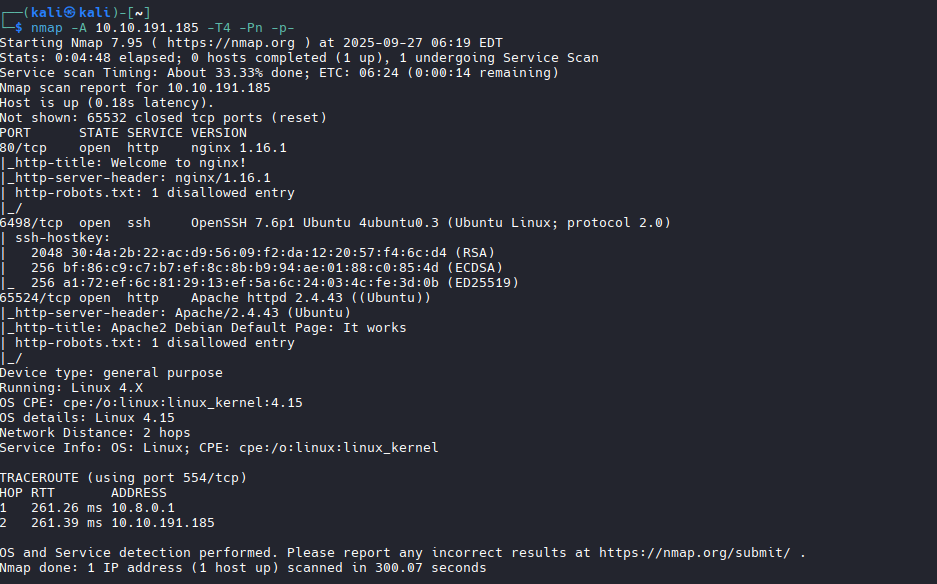 ┌──(kali㉿kali)-[~]
└─$ nmap -A 10.10.191.185 -T4 -Pn -p-
Starting Nmap 7.95 ( https://nmap.org ) at 2025-09-27 06:19 EDT
Stats: 0:04:48 elapsed; 0 hosts completed (1 up), 1 undergoing Service Scan
Service scan Timing: About 33.33% done; ETC: 06:24 (0:00:14 remaining)
Nmap scan report for 10.10.191.185
Host is up (0.18s latency).
Not shown: 65532 closed tcp ports (reset)
PORT      STATE SERVICE VERSION
80/tcp    open  http    nginx 1.16.1
|_http-title: Welcome to nginx!
|_http-server-header: nginx/1.16.1
| http-robots.txt: 1 disallowed entry
|_/
6498/tcp  open  ssh     OpenSSH 7.6p1 Ubuntu 4ubuntu0.3 (Ubuntu Linux; protocol 2.0)
| ssh-hostkey:
|   2048 30:4a:2b:22:ac:d9:56:09:f2:da:12:20:57:f4:6c:d4 (RSA)
|   256 bf:86:c9:c7:b7:ef:8c:8b:b9:94:ae:01:88:c0:85:4d (ECDSA)
|_  256 a1:72:ef:6c:81:29:13:ef:5a:6c:24:03:4c:fe:3d:0b (ED25519)
65524/tcp open  http    Apache httpd 2.4.43 ((Ubuntu))
|_http-server-header: Apache/2.4.43 (Ubuntu)
|_http-title: Apache2 Debian Default Page: It works
| http-robots.txt: 1 disallowed entry
|_/
Device type: general purpose
Running: Linux 4.X
OS CPE: cpe:/o:linux:linux_kernel:4.15
OS details: Linux 4.15
Network Distance: 2 hops
Service Info: OS: Linux; CPE: cpe:/o:linux:linux_kernel

TRACEROUTE (using port 554/tcp)
HOP RTT       ADDRESS
1   261.26 ms 10.8.0.1
2   261.39 ms 10.10.191.185

OS and Service detection performed. Please report any incorrect results at https://nmap.org/submit/ .
Nmap done: 1 IP address (1 host up) scanned in 300.07 seconds